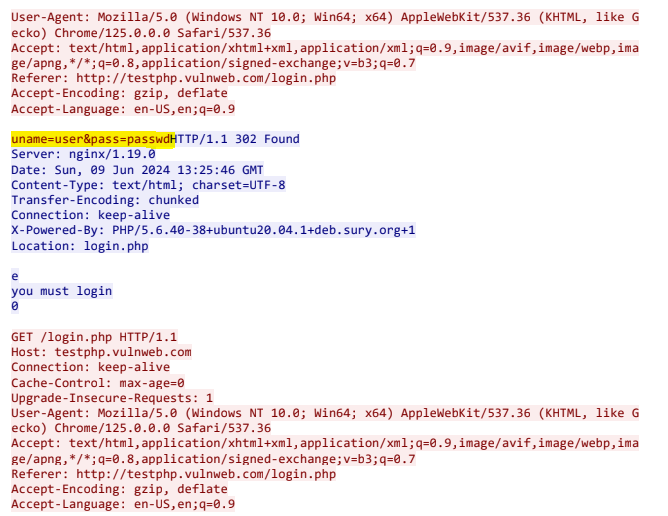 User-Agent: Mozilla/5.0 (Windows NT 10.0; Win64; x64) AppleWebKit/537.36 (KHTML, like G
ecko) Chrome/125.0.0.0 Safari/537.36
Accept: text/html,application/xhtml+xml,application/xml;q=0.9,image/avif,image/webp,ima
ge/apng,*/*;q=0.8,application/signed-exchange;v=b3;q=0.7
Referer: http://testphp.vulnweb.com/login.php
Accept-Encoding: gzip, deflate
Accept-Language: en-US,en;q=0.9

uname=user&pass=passwdHTTP/1.1 302 Found
Server: nginx/1.19.0
Date: Sun, 09 Jun 2024 13:25:46 GMT
Content-Type: text/html; charset=UTF-8
Transfer-Encoding: chunked
Connection: keep-alive
X-Powered-By: PHP/5.6.40-38+ubuntu20.04.1+deb.sury.org+1
Location: login.php

e
you must login
0

GET /login.php HTTP/1.1
Host: testphp.vulnweb.com
Connection: keep-alive
Cache-Control: max-age=0
Upgrade-Insecure-Requests: 1
User-Agent: Mozilla/5.0 (Windows NT 10.0; Win64; x64) AppleWebKit/537.36 (KHTML, like G
ecko) Chrome/125.0.0.0 Safari/537.36
Accept: text/html,application/xhtml+xml,application/xml;q=0.9,image/avif,image/webp,ima
ge/apng,*/*;q=0.8,application/signed-exchange;v=b3;q=0.7
Referer: http://testphp.vulnweb.com/login.php
Accept-Encoding: gzip, deflate
Accept-Language: en-US,en;q=0.9